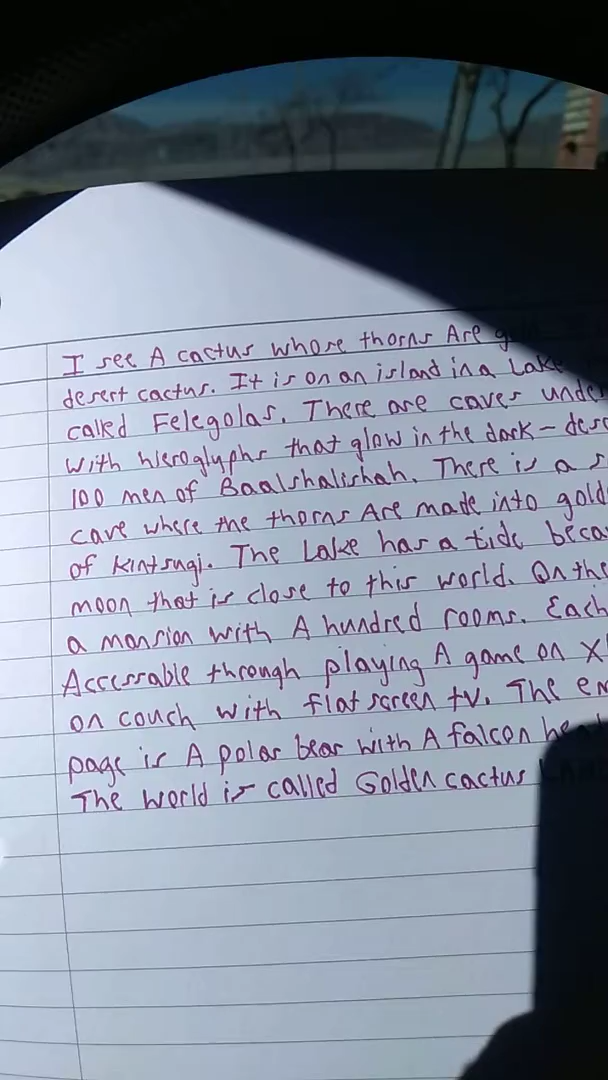 I see A cactus whose thorns Are
desert cactus. It is on an island in a Lake
called Felegolas. There are caves under
with hieroglyphs that glow in the dark - desc
100 men of Baalshalishah. There is a s
cave where the thorns Are made into gold
of kintsugi. The Lake has a tide beca
moon that is close to this world. On the
a mansion with A hundred rooms. Each
Accessable through playing A game on X
on couch with flat screen tv. The en
page is A polar bear with A falcon
The world is called Golden cactus